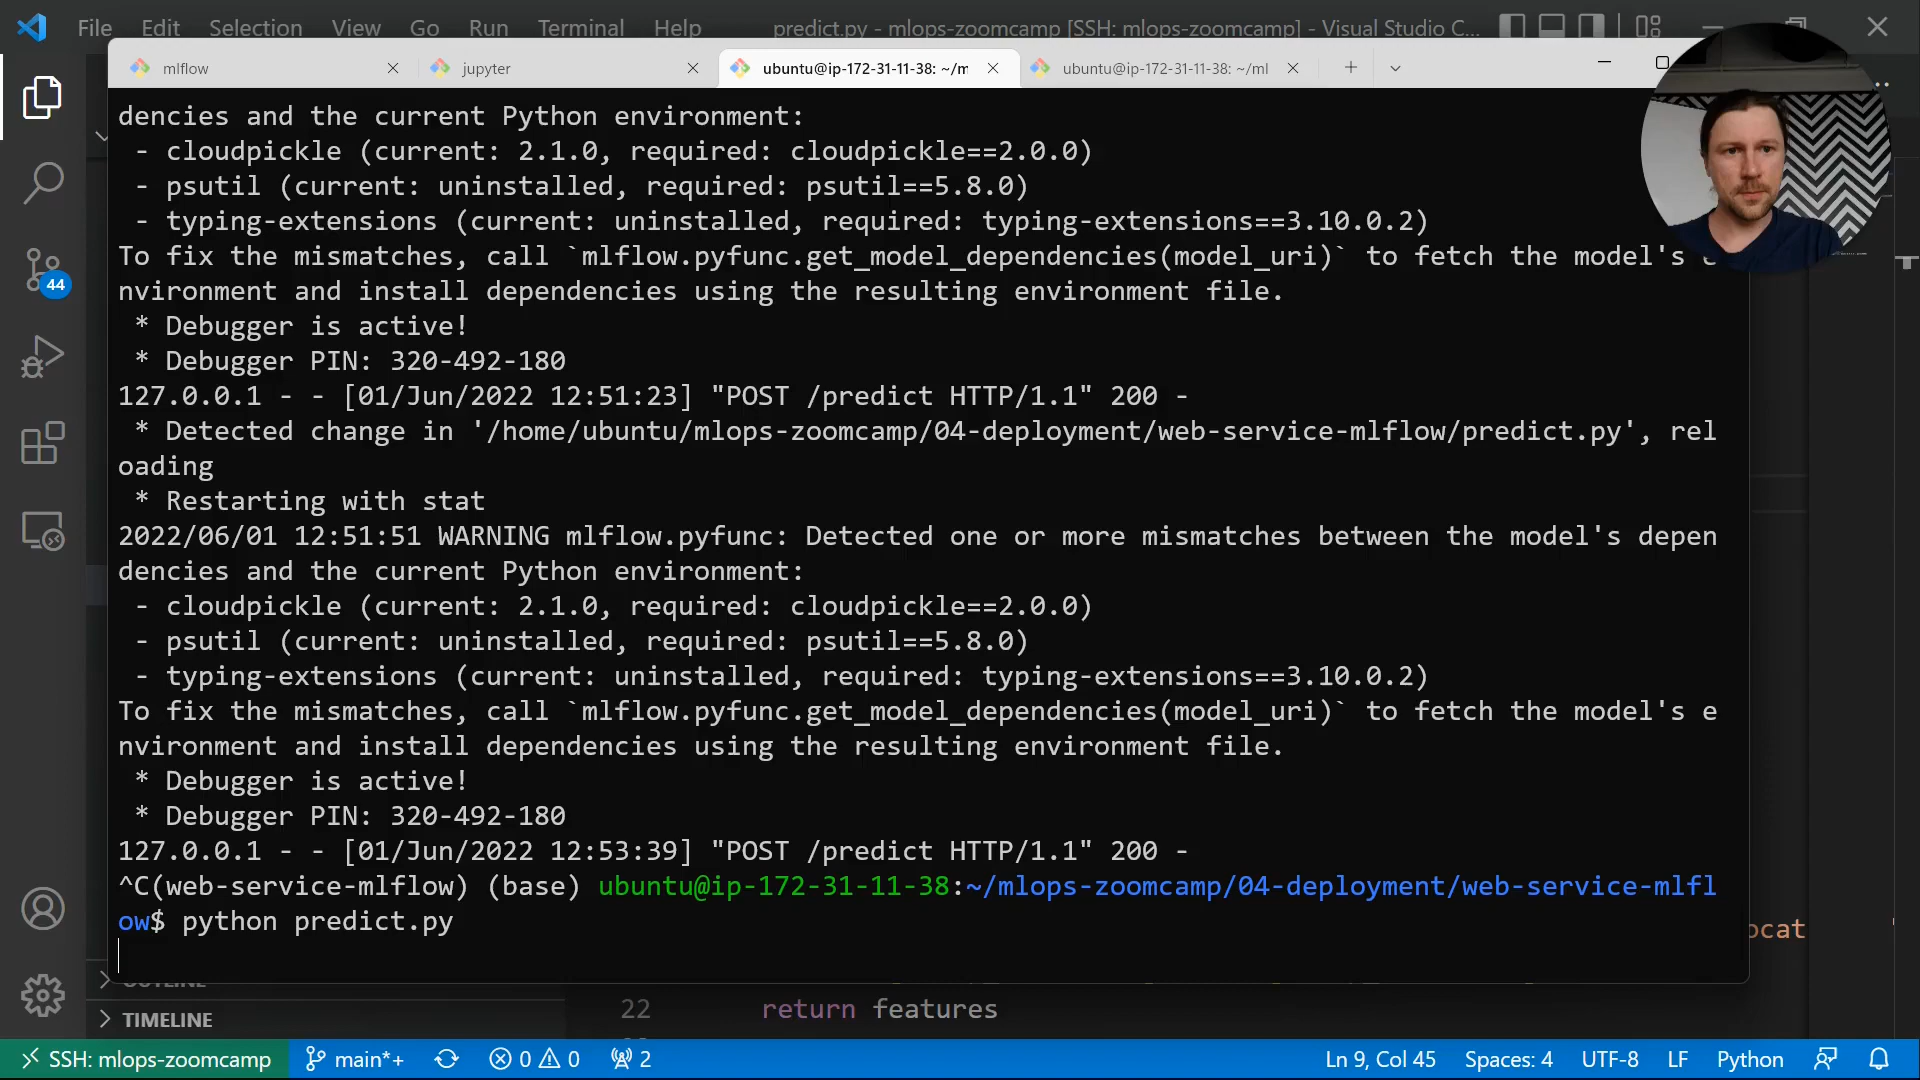 File Edit Selection View Go Run Terminal Help predict.py - mlops-zoomcamp [SSH: mlops-zoomcamp] - Visual Studio C...
mlflow jupyter ubuntu@ip-172-31-11-38: ~/m ubuntu@ip-172-31-11-38: ~/ml
dencies and the current Python environment:
- cloudpickle (current: 2.1.0, required: cloudpickle==2.0.0)
- psutil (current: uninstalled, required: psutil==5.8.0)
- typing-extensions (current: uninstalled, required: typing-extensions==3.10.0.2)
To fix the mismatches, call `mlflow.pyfunc.get_model_dependencies(model_uri)` to fetch the model's e
nvironment and install dependencies using the resulting environment file.
* Debugger is active!
* Debugger PIN: 320-492-180
127.0.0.1 - - [01/Jun/2022 12:51:23] "POST /predict HTTP/1.1" 200 -
* Detected change in '/home/ubuntu/mlops-zoomcamp/04-deployment/web-service-mlflow/predict.py', rel
oading
* Restarting with stat
2022/06/01 12:51:51 WARNING mlflow.pyfunc: Detected one or more mismatches between the model's depen
dencies and the current Python environment:
- cloudpickle (current: 2.1.0, required: cloudpickle==2.0.0)
- psutil (current: uninstalled, required: psutil==5.8.0)
- typing-extensions (current: uninstalled, required: typing-extensions==3.10.0.2)
To fix the mismatches, call `mlflow.pyfunc.get_model_dependencies(model_uri)` to fetch the model's e
nvironment and install dependencies using the resulting environment file.
* Debugger is active!
* Debugger PIN: 320-492-180
127.0.0.1 - - [01/Jun/2022 12:53:39] "POST /predict HTTP/1.1" 200 -
^C(web-service-mlflow) (base) ubuntu@ip-172-31-11-38:~/mlops-zoomcamp/04-deployment/web-service-mlfl
ow$ python predict.py
ocat
44
OUTLINE
22 return features
TIMELINE
SSH: mlops-zoomcamp main*+ 0 0 2 Ln 9, Col 45 Spaces: 4 UTF-8 LF Python